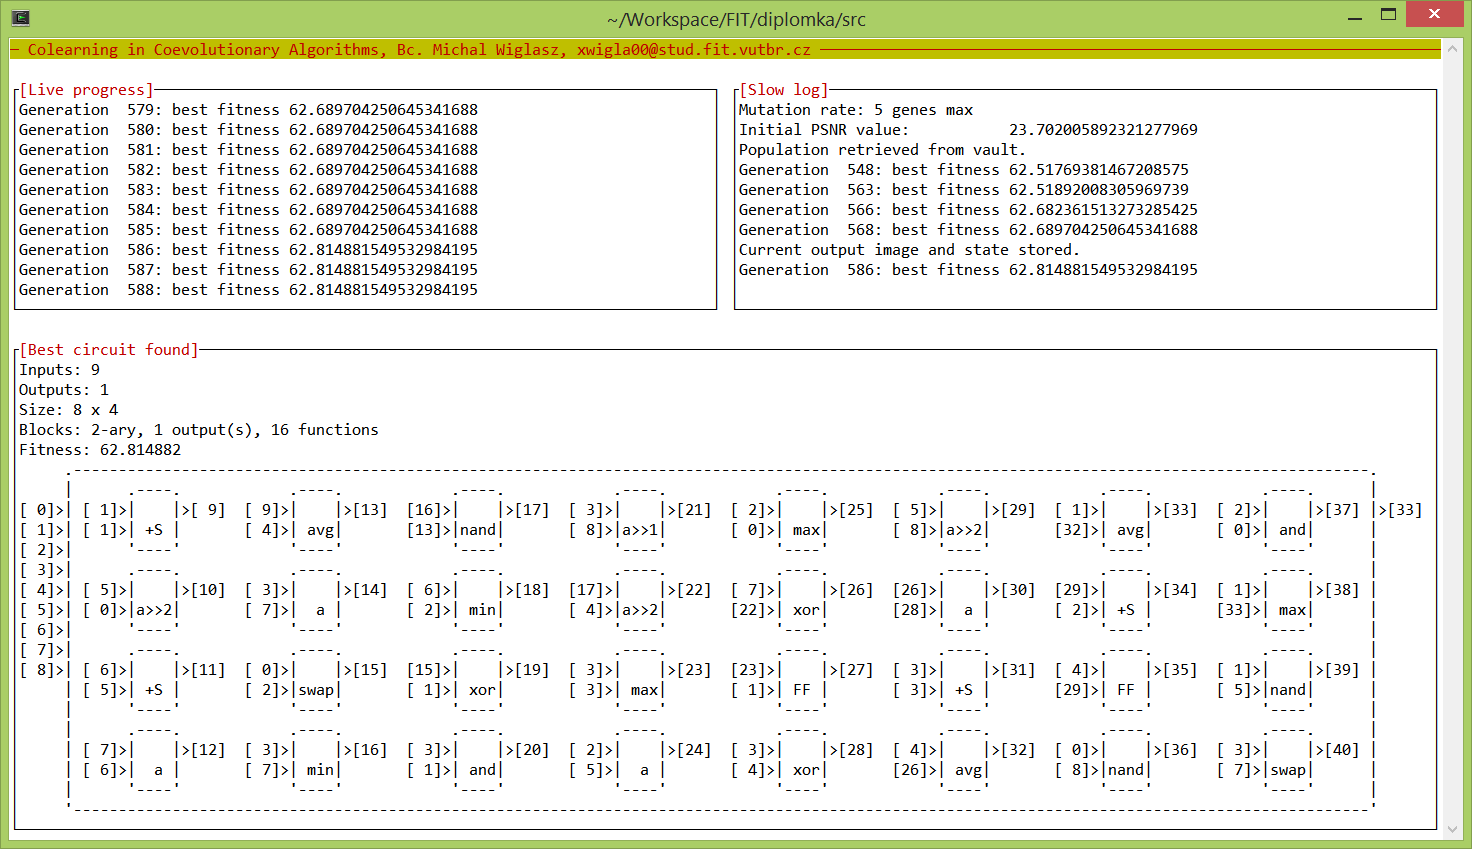 ~/Workspace/FIT/diplomka/src
Colearning in Coevolutionary Algorithms, Bc. Michal Wiglasz, xwigla00@stud.fit.vutbr.cz
[Live progress]
Generation  579: best fitness 62.689704250645341688
Generation  580: best fitness 62.689704250645341688
Generation  581: best fitness 62.689704250645341688
Generation  582: best fitness 62.689704250645341688
Generation  583: best fitness 62.689704250645341688
Generation  584: best fitness 62.689704250645341688
Generation  585: best fitness 62.689704250645341688
Generation  586: best fitness 62.814881549532984195
Generation  587: best fitness 62.814881549532984195
Generation  588: best fitness 62.814881549532984195
[Slow log]
Mutation rate: 5 genes max
Initial PSNR value:           23.702005892321277969
Population retrieved from vault.
Generation  548: best fitness 62.51769381467208575
Generation  563: best fitness 62.51892008305969739
Generation  566: best fitness 62.682361513273285425
Generation  568: best fitness 62.689704250645341688
Current output image and state stored.
Generation  586: best fitness 62.814881549532984195
[Best circuit found]
Inputs: 9
Outputs: 1
Size: 8 x 4
Blocks: 2-ary, 1 output(s), 16 functions
Fitness: 62.814882
[ 0]>| [ 1]>|    |>[ 9]  [ 9]>|    |>[13]  [16]>|    |>[17]  [ 3]>|    |>[21]  [ 2]>|    |>[25]  [ 5]>|    |>[29]  [ 1]>|    |>[33]  [ 2]>|    |>[37] |>[33]
[ 1]>| [ 1]>| +S |       [ 4]>| avg|       [13]>|nand|       [ 8]>|a>>1|       [ 0]>| max|       [ 8]>|a>>2|       [32]>| avg|       [ 0]>| and|
[ 2]>|
[ 3]>|
[ 4]>| [ 5]>|    |>[10]  [ 3]>|    |>[14]  [ 6]>|    |>[18]  [17]>|    |>[22]  [ 7]>|    |>[26]  [26]>|    |>[30]  [29]>|    |>[34]  [ 1]>|    |>[38] |
[ 5]>| [ 0]>|a>>2|       [ 7]>|  a |       [ 2]>| min|       [ 4]>|a>>2|       [22]>| xor|       [28]>|  a |       [ 2]>| +S |       [33]>| max|
[ 6]>|
[ 7]>|
[ 8]>| [ 6]>|    |>[11]  [ 0]>|    |>[15]  [15]>|    |>[19]  [ 3]>|    |>[23]  [23]>|    |>[27]  [ 3]>|    |>[31]  [ 4]>|    |>[35]  [ 1]>|    |>[39] |
| [ 5]>| +S |       [ 2]>|swap|       [ 1]>| xor|       [ 3]>| max|       [ 1]>| FF |       [ 3]>| +S |       [29]>| FF |       [ 5]>|nand|
| [ 7]>|    |>[12]  [ 3]>|    |>[16]  [ 3]>|    |>[20]  [ 2]>|    |>[24]  [ 3]>|    |>[28]  [ 4]>|    |>[32]  [ 0]>|    |>[36]  [ 3]>|    |>[40] |
| [ 6]>|  a |       [ 7]>| min|       [ 1]>| and|       [ 5]>|  a |       [ 4]>| xor|       [26]>| avg|       [ 8]>|nand|       [ 7]>|swap|